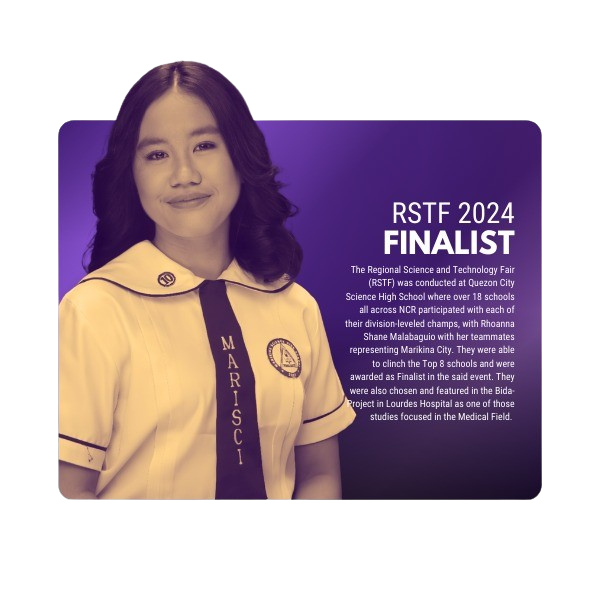 RSTF 2024
FINALIST
The Regional Science and Technology Fair
(RSTF) was conducted at Quezon City
Science High School where over 18 schools
all across NCR participated with each of
their division-leveled champs, with Rhoanna
Shane Malabaguio with her teammates
representing Marikina City. They were able
to clinch the Top 8 schools and were
awarded as Finalist in the said event. They
were also chosen and featured in the Bida-
Project in Lourdes Hospital as one of those
studies focused in the Medical Field.
10
MARISCI